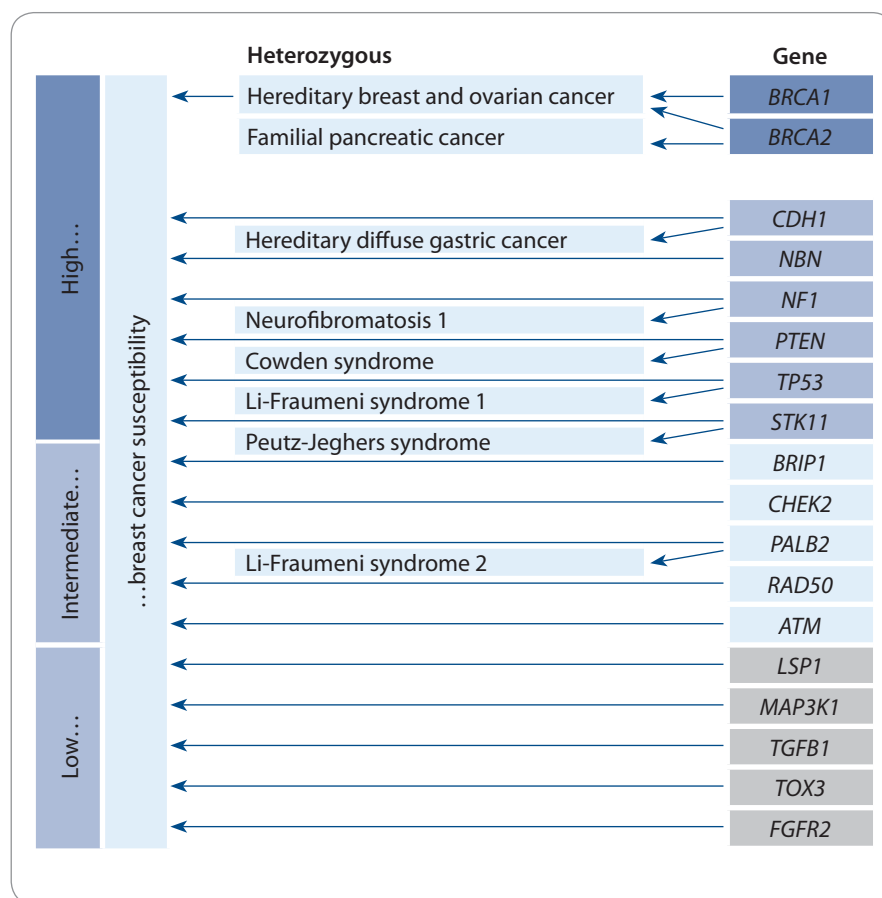 Heterozygous Gene
Hereditary breast and ovarian cancer BRCA1
Familial pancreatic cancer BRCA2
CDH1
Hereditary diffuse gastric cancer
NBN
NF1
Neurofibromatosis 1
PTEN
Cowden syndrome
TP53
Li-Fraumeni syndrome 1
STK11
Peutz-Jeghers syndrome
BRIP1
CHEK2
PALB2
Li-Fraumeni syndrome 2
RAD50
ATM
LSP1
MAP3K1
TGFB1
TOX3
FGFR2
High...
Intermediate...
Low...
...breast cancer susceptibility